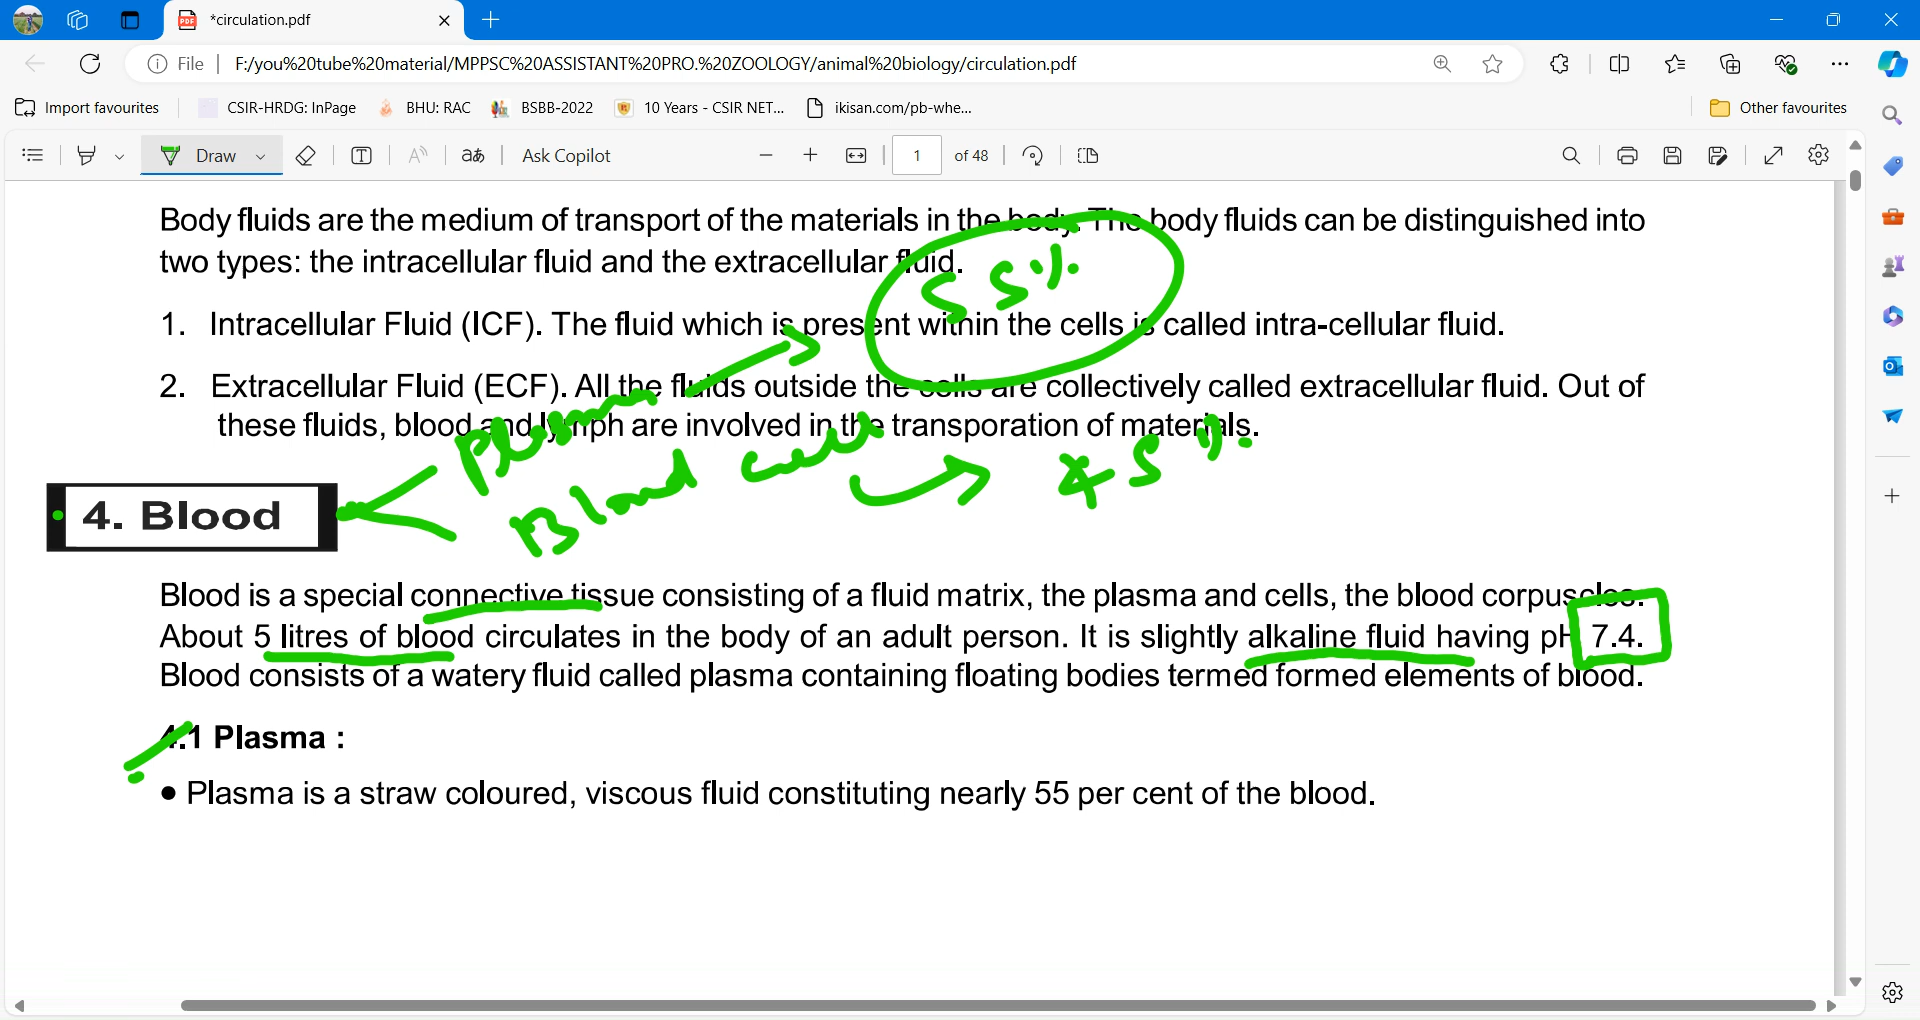 *circulation.pdf
File F:/you%20tube%20material/MPPSC%20ASSISTANT%20PRO.%20ZOOLOGY/animal%20biology/circulation.pdf
Import favourites CSIR-HRDG: InPage BHU: RAC BSBB-2022 10 Years - CSIR NET... ikisan.com/pb-whe... Other favourites
Draw aあ Ask Copilot 1 of 48
Body fluids are the medium of transport of the materials in the body. The body fluids can be distinguished into
two types: the intracellular fluid and the extracellular fluid.
55%
1. Intracellular Fluid (ICF). The fluid which is present within the cells is called intra-cellular fluid.
2. Extracellular Fluid (ECF). All the fluids outside the cells are collectively called extracellular fluid. Out of
these fluids, blood and lymph are involved in the transporation of materials.
Plasma
Blood cells 45%
4. Blood
Blood is a special connective tissue consisting of a fluid matrix, the plasma and cells, the blood corpuscles.
About 5 litres of blood circulates in the body of an adult person. It is slightly alkaline fluid having pH 7.4.
Blood consists of a watery fluid called plasma containing floating bodies termed formed elements of blood.
4.1 Plasma :
• Plasma is a straw coloured, viscous fluid constituting nearly 55 per cent of the blood.